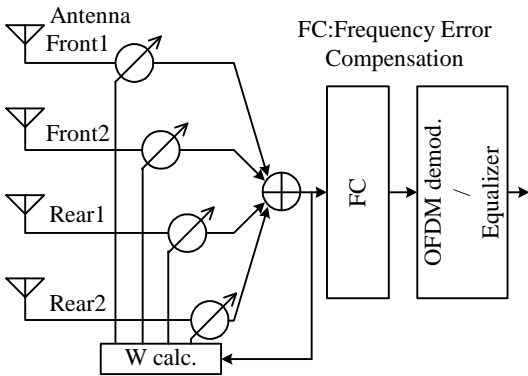 Antenna
Front1
FC:Frequency Error
Compensation
Front2
Rear1
Rear2
FC
OFDM demod.
/
Equalizer
W calc.